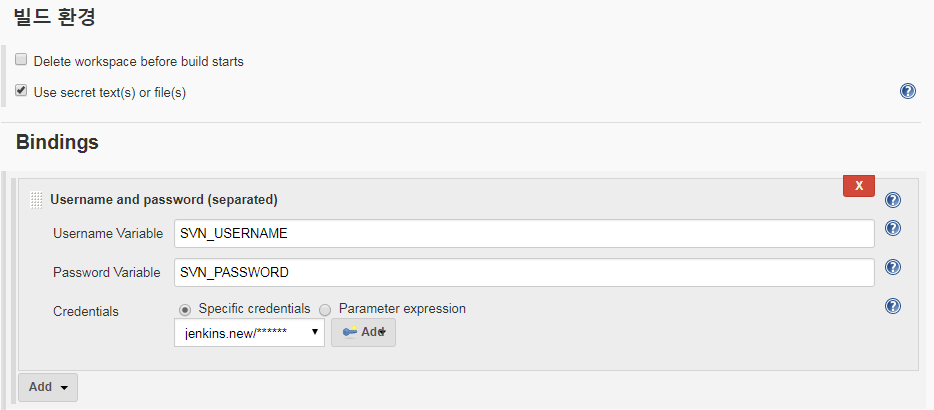 빌드 환경
Delete workspace before build starts
Use secret text(s) or file(s)
Bindings
X
Username and password (separated)
Username Variable SVN_USERNAME
Password Variable SVN_PASSWORD
Credentials Specific credentials Parameter expression
jenkins.new/****** Add
Add